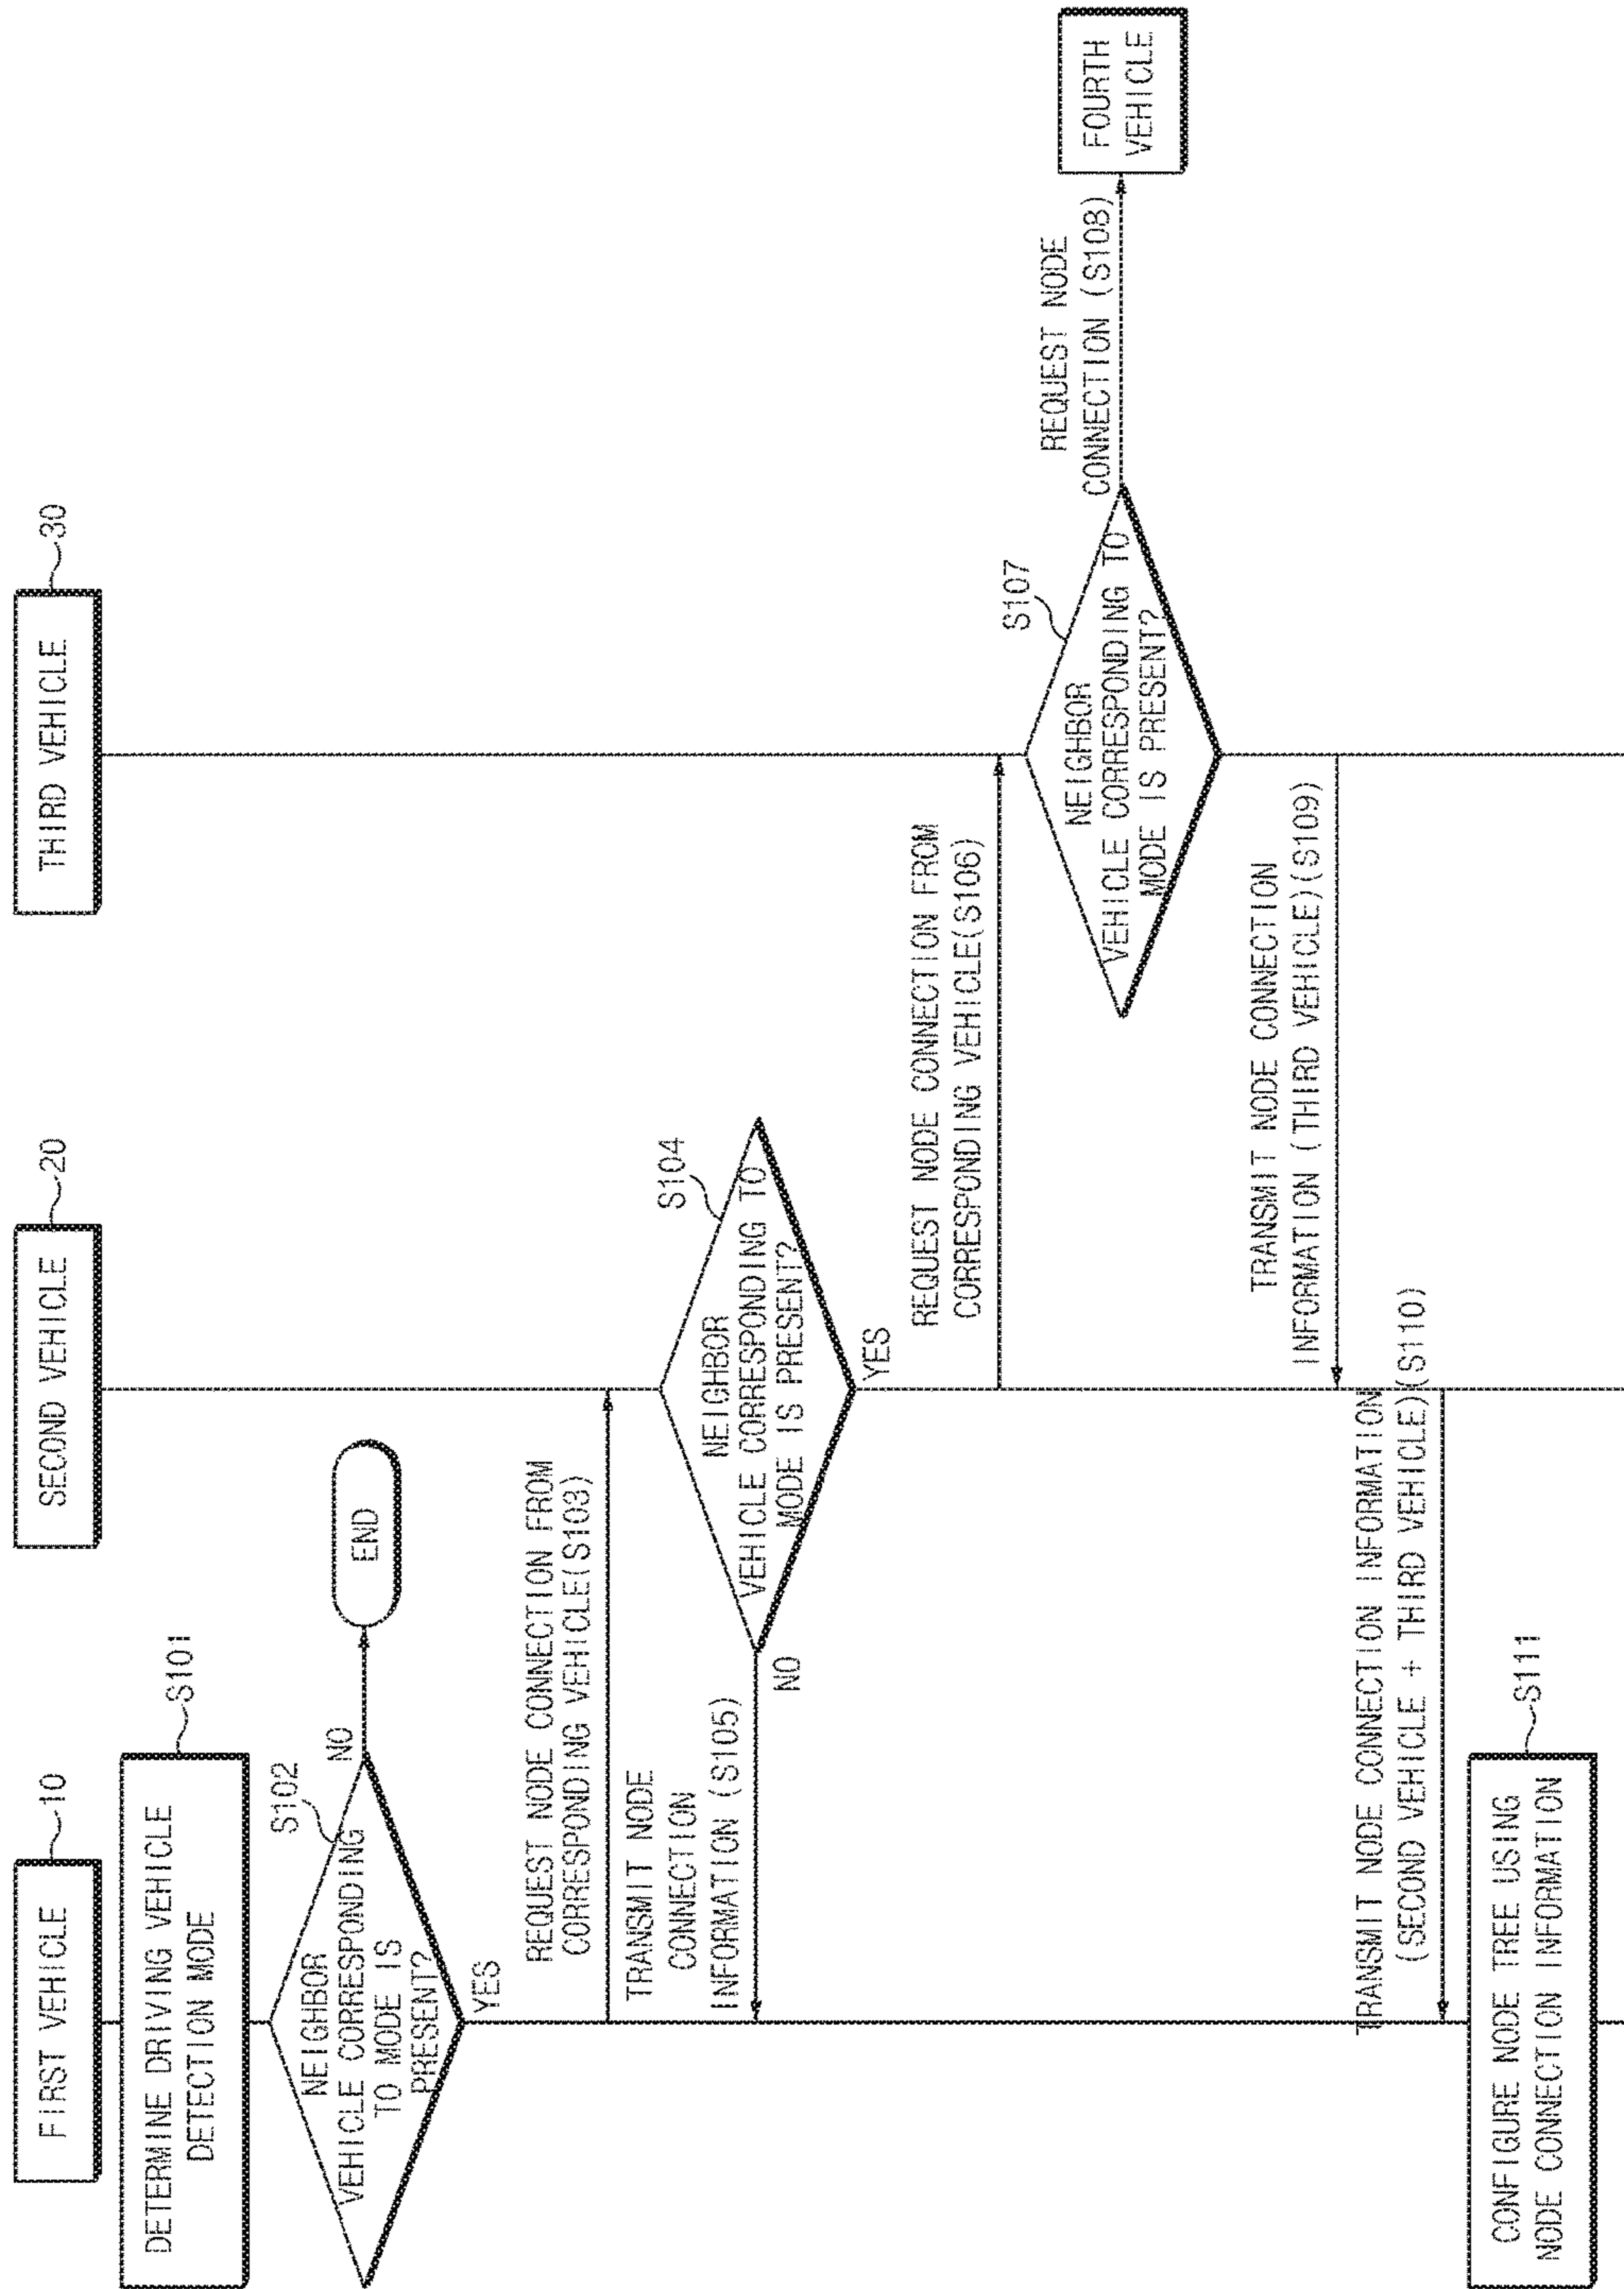 FIRST VEHICLE
10
SECOND VEHICLE
20
THIRD VEHICLE
30
DETERMINE DRIVING VEHICLE
DETECTION MODE
S101
S102
NEIGHBOR
VEHICLE CORRESPONDING
TO MODE IS
PRESENT?
NO
END
YES
REQUEST NODE CONNECTION FROM
CORRESPONDING VEHICLE(S103)
TRANSMIT NODE
CONNECTION
INFORMATION (S105)
S104
NEIGHBOR
VEHICLE CORRESPONDING TO
MODE IS PRESENT?
NO
YES
REQUEST NODE CONNECTION FROM
CORRESPONDING VEHICLE(S106)
S107
NEIGHBOR
VEHICLE CORRESPONDING TO
MODE IS PRESENT?
REQUEST NODE
CONNECTION (S108)
FOURTH
VEHICLE
TRANSMIT NODE CONNECTION
INFORMATION (THIRD VEHICLE)(S109)
TRANSMIT NODE CONNECTION INFORMATION
(SECOND VEHICLE + THIRD VEHICLE)(S110)
CONFIGURE NODE TREE USING
NODE CONNECTION INFORMATION
S111